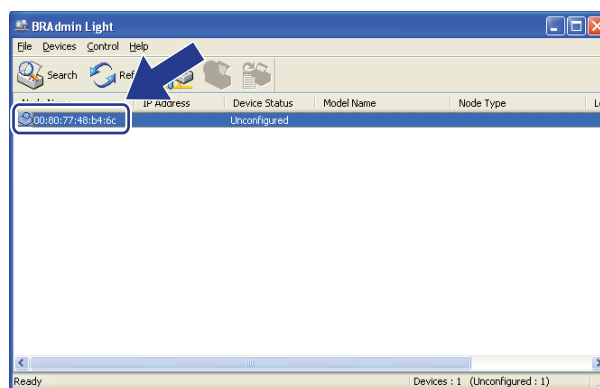 BRAdmin Light
File Devices Control Help
Search
IP Address Device Status Model Name Node Type
00:80:77:48:b4:6c Unconfigured
Ready Devices : 1 (Unconfigured : 1)